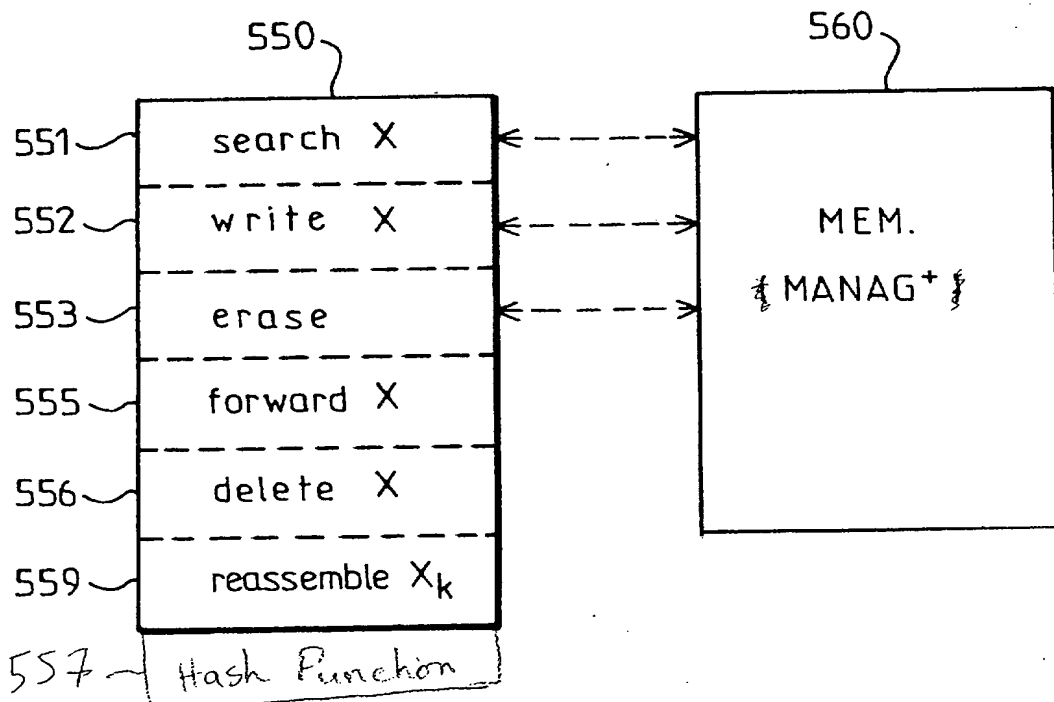 550
560
551 search X
552 write X
553 erase
555 forward X
556 delete X
559 reassemble Xk
557 Hash Function
MEM.
{ MANAG+ }